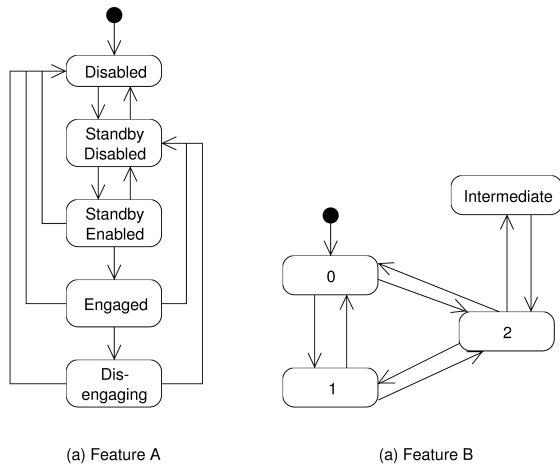 Disabled
Standby
Disabled
Standby
Enabled
Engaged
Dis-
engaging
(a) Feature A
Intermediate
0
2
1
(a) Feature B